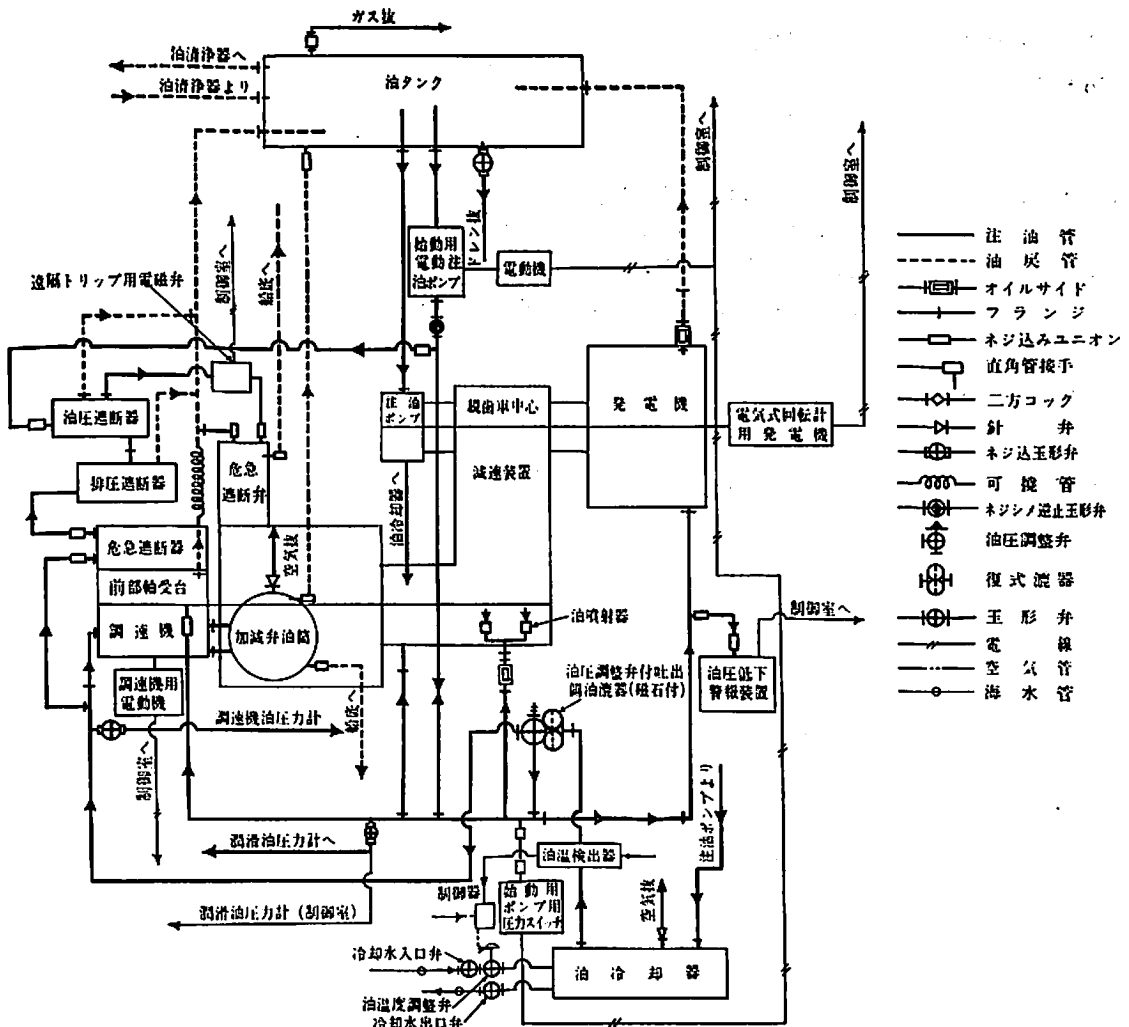 ガス抜
油清浄器へ
油清浄器より
油タンク
制御室へ
制御室へ
制御室へ
船底へ
ドレン抜
始動用
電動注
油ポンプ
電動機
遠隔トリップ用電磁弁
油圧遮断器
排圧遮断器
危急
遮断弁
危急遮断器
前部軸受台
調速機
調速機用
電動機
空気抜
加減弁油筒
注油
ポンプ
油冷却器へ
親歯車中心
減速装置
発電機
電気式回転計
用発電機
油噴射器
油圧調整弁付吐出
側油漉器(磁石付)
制御室へ
油圧低下
警報装置
調速機油圧力計
船底へ
制御室へ
潤滑油圧力計へ
潤滑油圧力計(制御室)
注油ポンプより
油温検出器
制御器
始動用
ポンプ用
圧力スイッチ
空気抜
油冷却器
冷却水入口弁
油温度調整弁
冷却水出口弁
注油管
油戻管
オイルサイド
フランジ
ネジ込みユニオン
直角管接手
二方コック
針弁
ネジ込玉形弁
可撓管
ネジシメ逆止玉形弁
油圧調整弁
復式漉器
玉形弁
電線
空気管
海水管